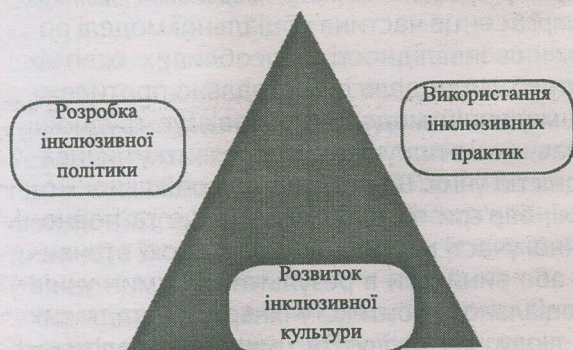 Розробка
інклюзивної
політики
Використання
інклюзивних
практик
Розвиток
інклюзивної
культури